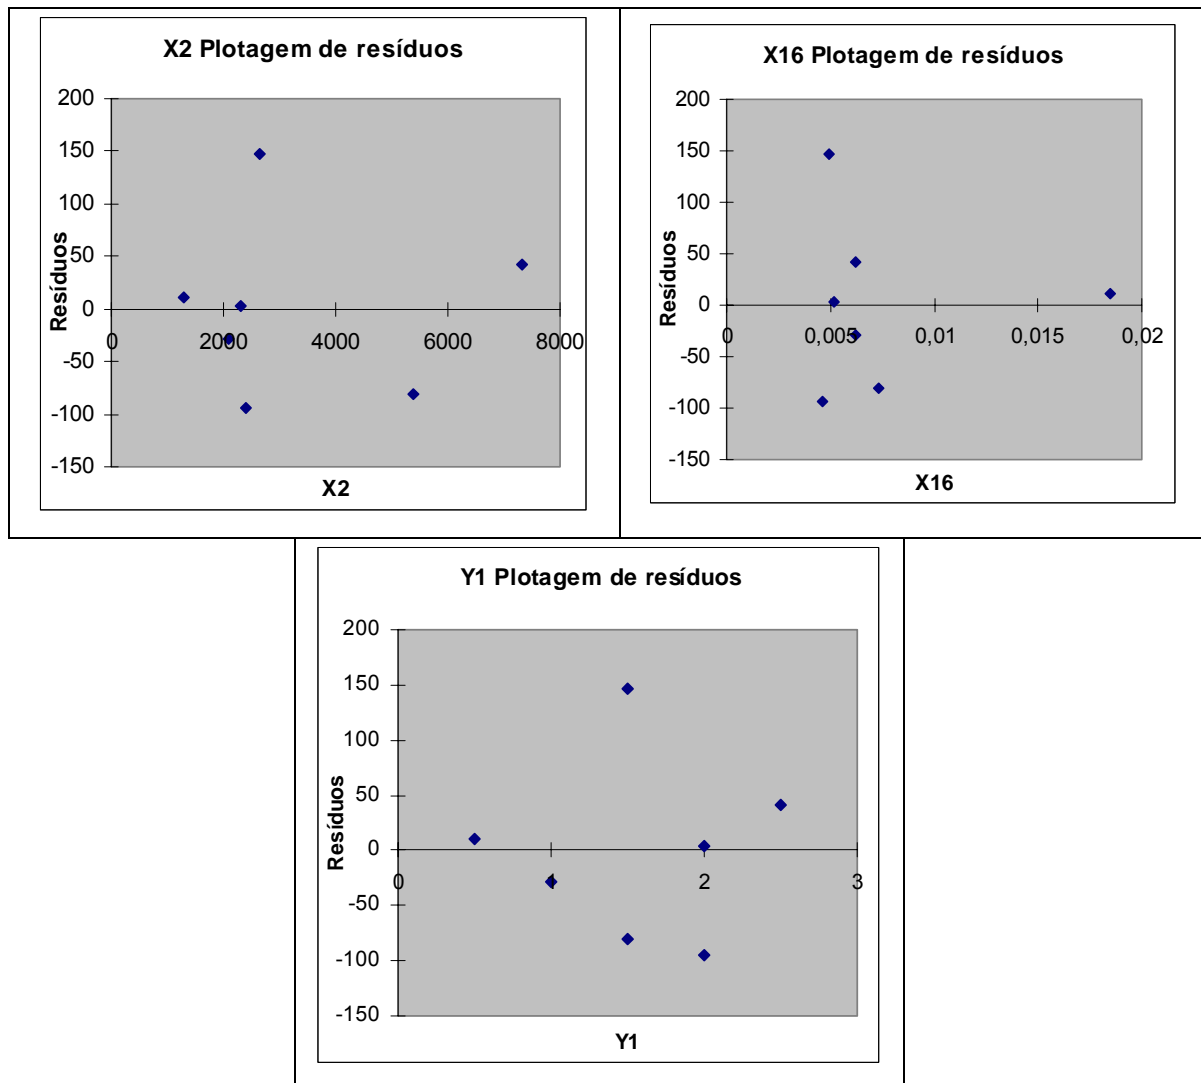 X2 Plotagem de resíduos
200
150
100
50
0
-50
-100
-150
0 2000 4000 6000 8000
Resíduos
X2
X16 Plotagem de resíduos
200
150
100
50
0
-50
-100
-150
0 0,005 0,01 0,015 0,02
Resíduos
X16
Y1 Plotagem de resíduos
200
150
100
50
0
-50
-100
-150
0 1 2 3
Resíduos
Y1